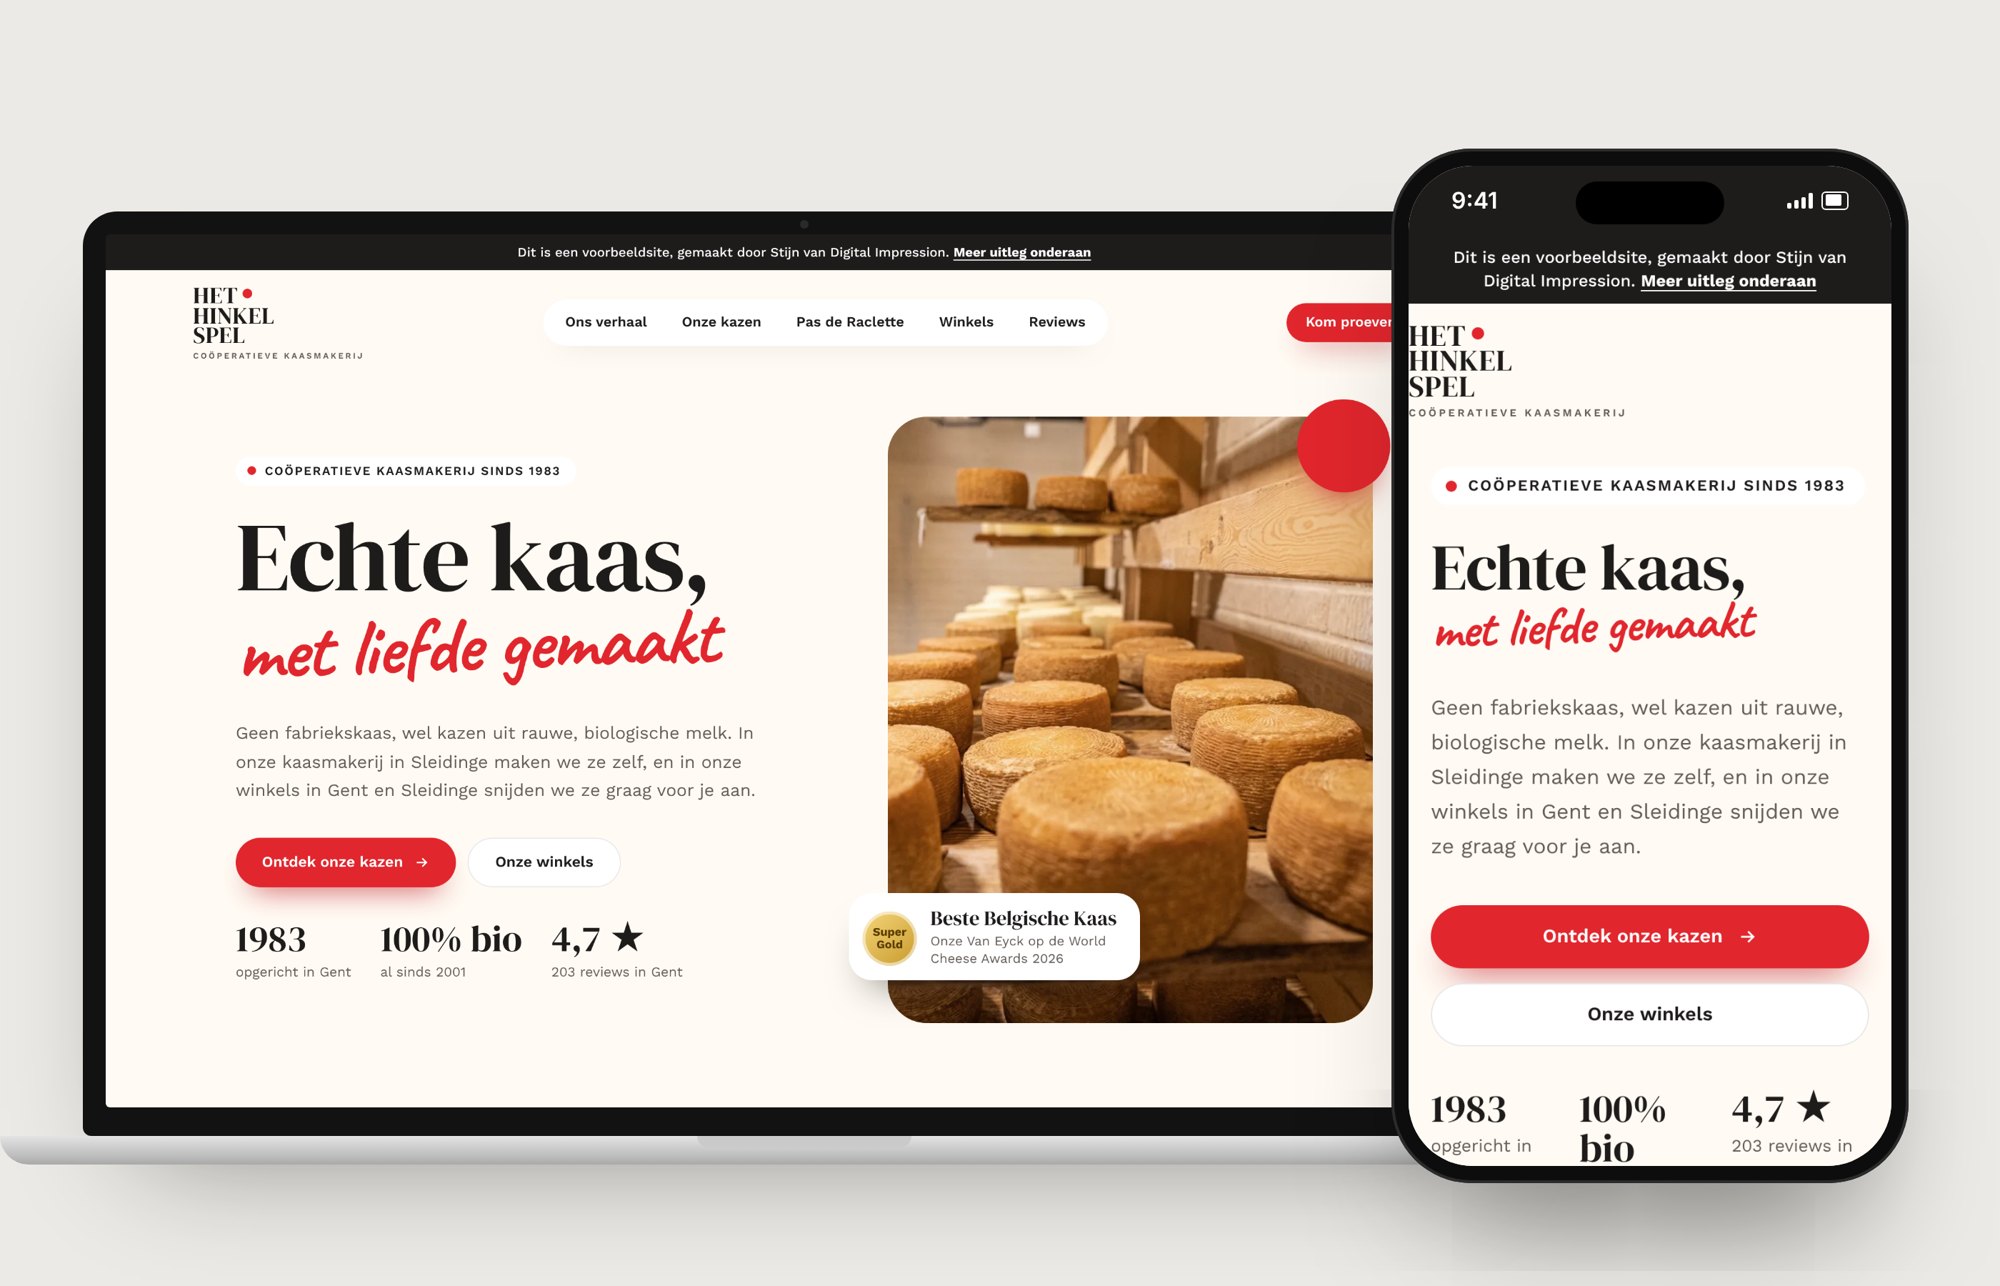 Dit is een voorbeeldsite, gemaakt door Stijn van Digital Impression. Meer uitleg onderaan
HET
HINKEL
SPEL
COÖPERATIEVE KAASMAKERIJ
Ons verhaal
Onze kazen
Pas de Raclette
Winkels
Reviews
Kom proeven
COÖPERATIEVE KAASMAKERIJ SINDS 1983
Echte kaas,
met liefde gemaakt
Geen fabriekskaas, wel kazen uit rauwe, biologische melk. In
onze kaasmakerij in Sleidinge maken we ze zelf, en in onze
winkels in Gent en Sleidinge snijden we ze graag voor je aan.
Ontdek onze kazen →
Onze winkels
1983
opgericht in Gent
100% bio
al sinds 2001
4,7 ★
203 reviews in Gent
Super
Gold
Beste Belgische Kaas
Onze Van Eyck op de World
Cheese Awards 2026
9:41
Dit is een voorbeeldsite, gemaakt door Stijn van
Digital Impression. Meer uitleg onderaan
HET
HINKEL
SPEL
COÖPERATIEVE KAASMAKERIJ
COÖPERATIEVE KAASMAKERIJ SINDS 1983
Echte kaas,
met liefde gemaakt
Geen fabriekskaas, wel kazen uit rauwe,
biologische melk. In onze kaasmakerij in
Sleidinge maken we ze zelf, en in onze
winkels in Gent en Sleidinge snijden we
ze graag voor je aan.
Ontdek onze kazen →
Onze winkels
1983
opgericht in
100%
bio
4,7 ★
203 reviews in